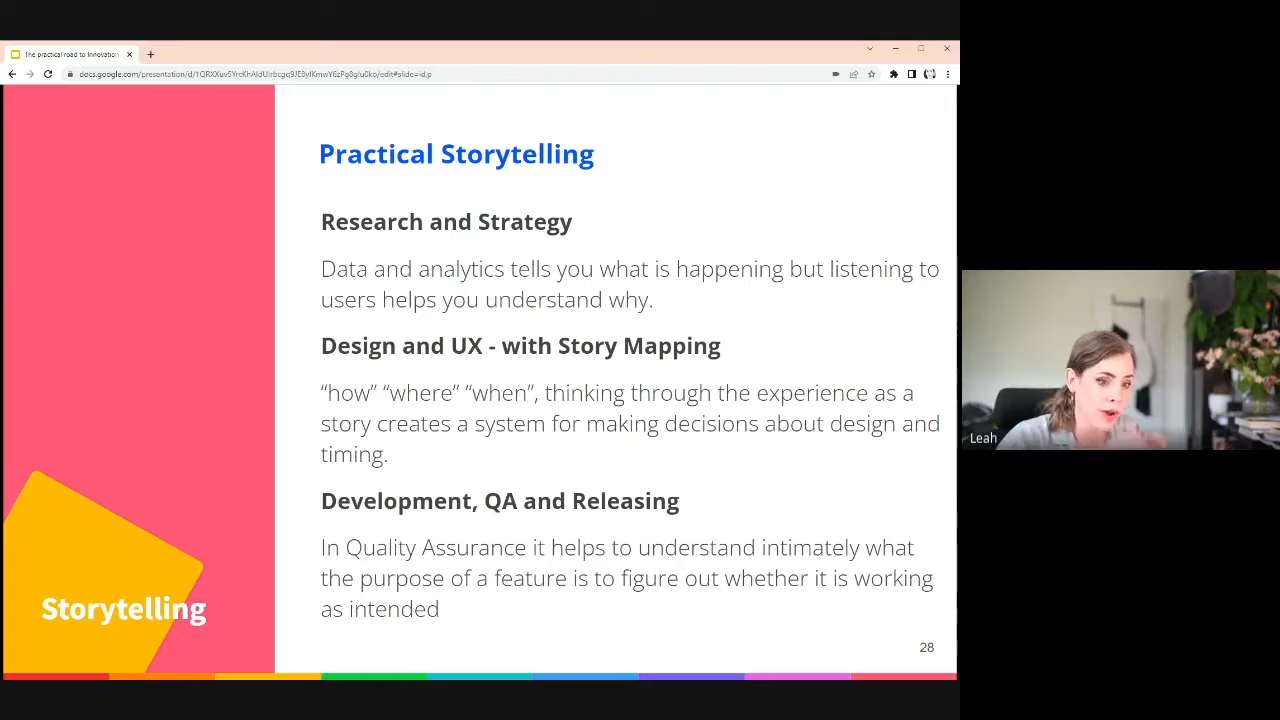 The practical road to Innovation
docs.google.com/presentation/d/
Practical Storytelling
Research and Strategy
Data and analytics tells you what is happening but listening to
users helps you understand why.
Design and UX - with Story Mapping
“how” “where” “when”, thinking through the experience as a
story creates a system for making decisions about design and
timing.
Development, QA and Releasing
In Quality Assurance it helps to understand intimately what
the purpose of a feature is to figure out whether it is working
as intended
Storytelling
28
Leah